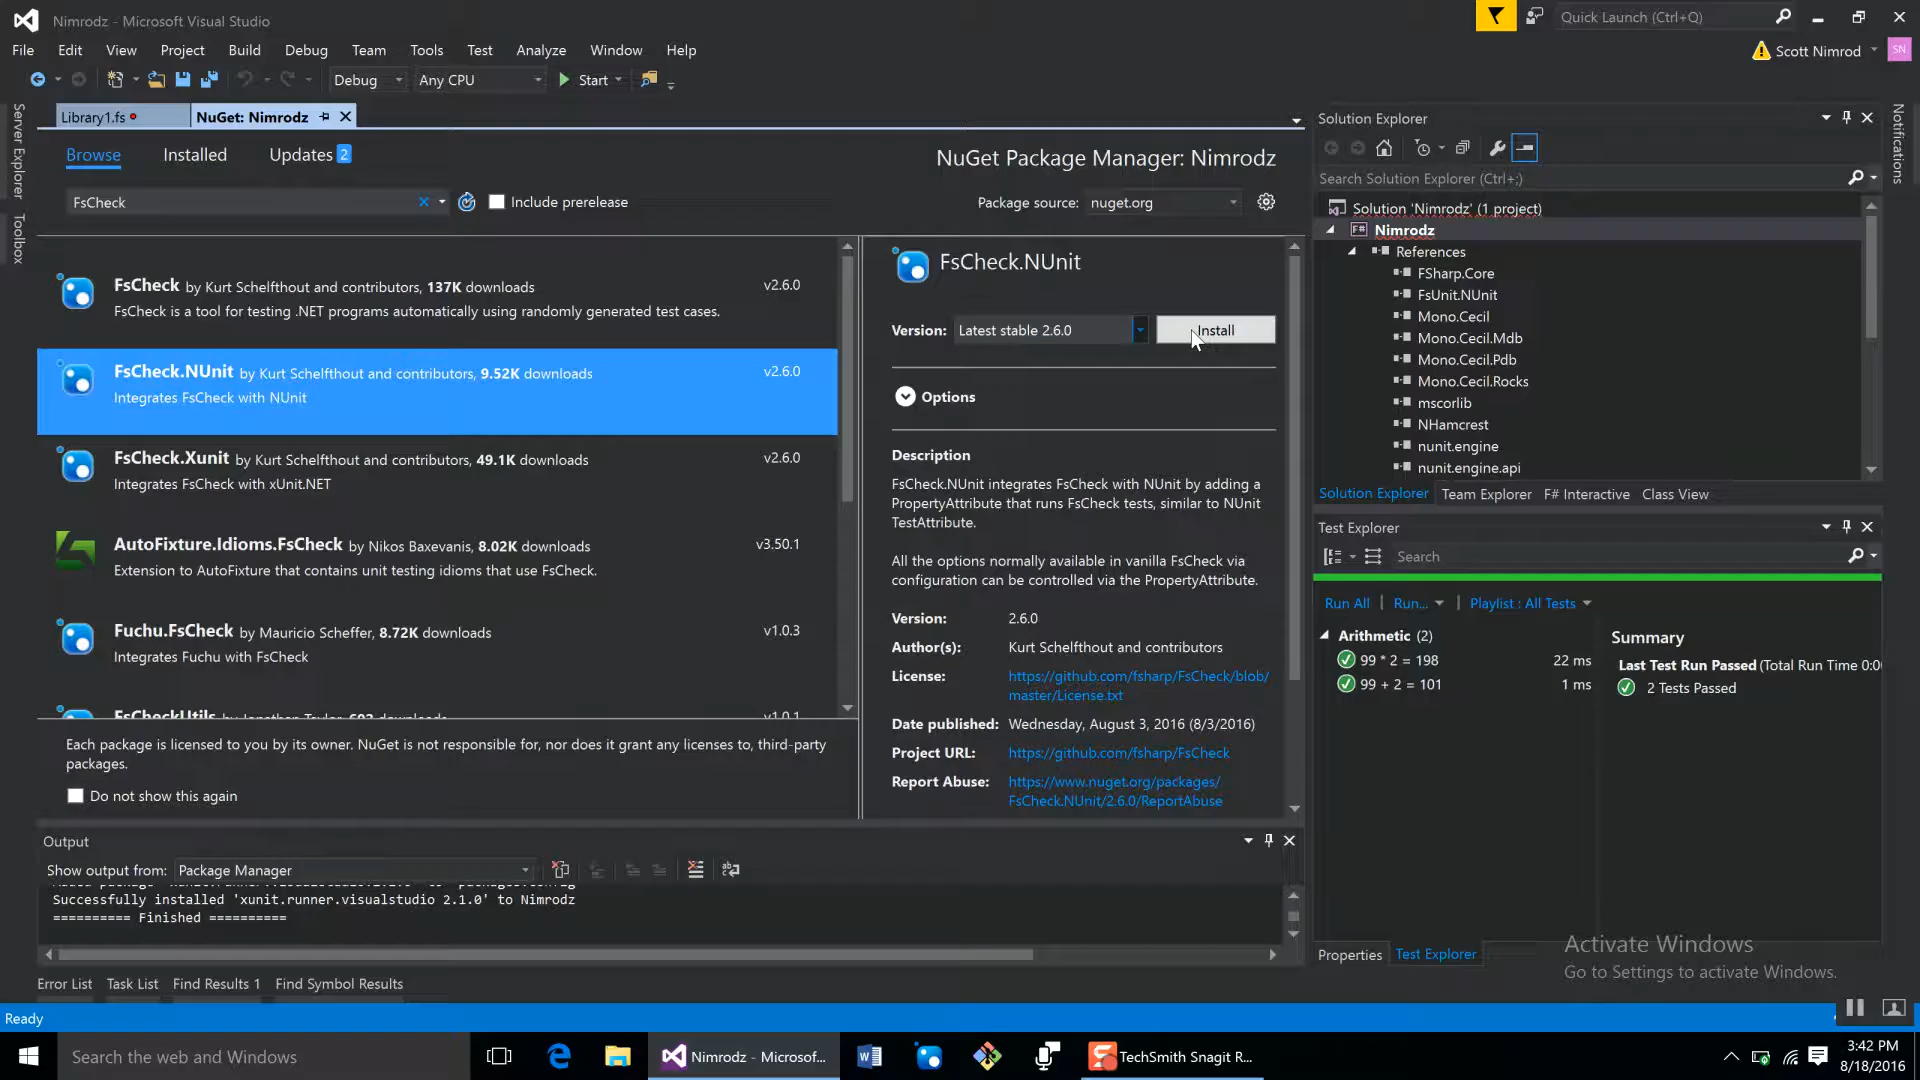 Nimrodz - Microsoft Visual Studio
Quick Launch (Ctrl+Q)
File Edit View Project Build Debug Team Tools Test Analyze Window Help
Scott Nimrod
SN
Debug Any CPU Start
Server Explorer
Toolbox
Notifications
Library1.fs
NuGet: Nimrodz
Browse Installed Updates 2
NuGet Package Manager: Nimrodz
FsCheck
Include prerelease
Package source: nuget.org
FsCheck by Kurt Schelfthout and contributors, 137K downloads v2.6.0
FsCheck is a tool for testing .NET programs automatically using randomly generated test cases.
FsCheck.NUnit by Kurt Schelfthout and contributors, 9.52K downloads v2.6.0
Integrates FsCheck with NUnit
FsCheck.Xunit by Kurt Schelfthout and contributors, 49.1K downloads v2.6.0
Integrates FsCheck with xUnit.NET
AutoFixture.Idioms.FsCheck by Nikos Baxevanis, 8.02K downloads v3.50.1
Extension to AutoFixture that contains unit testing idioms that use FsCheck.
Fuchu.FsCheck by Mauricio Scheffer, 8.72K downloads v1.0.3
Integrates Fuchu with FsCheck
FsCheckUtils by Jonathan Taylor, 603 downloads v1.0.1
Each package is licensed to you by its owner. NuGet is not responsible for, nor does it grant any licenses to, third-party
packages.
Do not show this again
FsCheck.NUnit
Version: Latest stable 2.6.0 Install
Options
Description
FsCheck.NUnit integrates FsCheck with NUnit by adding a
PropertyAttribute that runs FsCheck tests, similar to NUnit
TestAttribute.
All the options normally available in vanilla FsCheck via
configuration can be controlled via the PropertyAttribute.
Version: 2.6.0
Author(s): Kurt Schelfthout and contributors
License: https://github.com/fsharp/FsCheck/blob/
master/License.txt
Date published: Wednesday, August 3, 2016 (8/3/2016)
Project URL: https://github.com/fsharp/FsCheck
Report Abuse: https://www.nuget.org/packages/
FsCheck.NUnit/2.6.0/ReportAbuse
Output
Show output from: Package Manager
Successfully installed 'xunit.runner.visualstudio 2.1.0' to Nimrodz
========== Finished ==========
Error List Task List Find Results 1 Find Symbol Results
Solution Explorer
Search Solution Explorer (Ctrl+;)
Solution 'Nimrodz' (1 project)
F# Nimrodz
References
FSharp.Core
FsUnit.NUnit
Mono.Cecil
Mono.Cecil.Mdb
Mono.Cecil.Pdb
Mono.Cecil.Rocks
mscorlib
NHamcrest
nunit.engine
nunit.engine.api
Solution Explorer Team Explorer F# Interactive Class View
Test Explorer
Search
Run All Run... Playlist : All Tests
Arithmetic (2)
99 * 2 = 198 22 ms
99 + 2 = 101 1 ms
Summary
Last Test Run Passed (Total Run Time 0:0
2 Tests Passed
Properties Test Explorer
Activate Windows
Go to Settings to activate Windows.
Ready
Search the web and Windows
Nimrodz - Microsof...
TechSmith Snagit R...
3:42 PM
8/18/2016